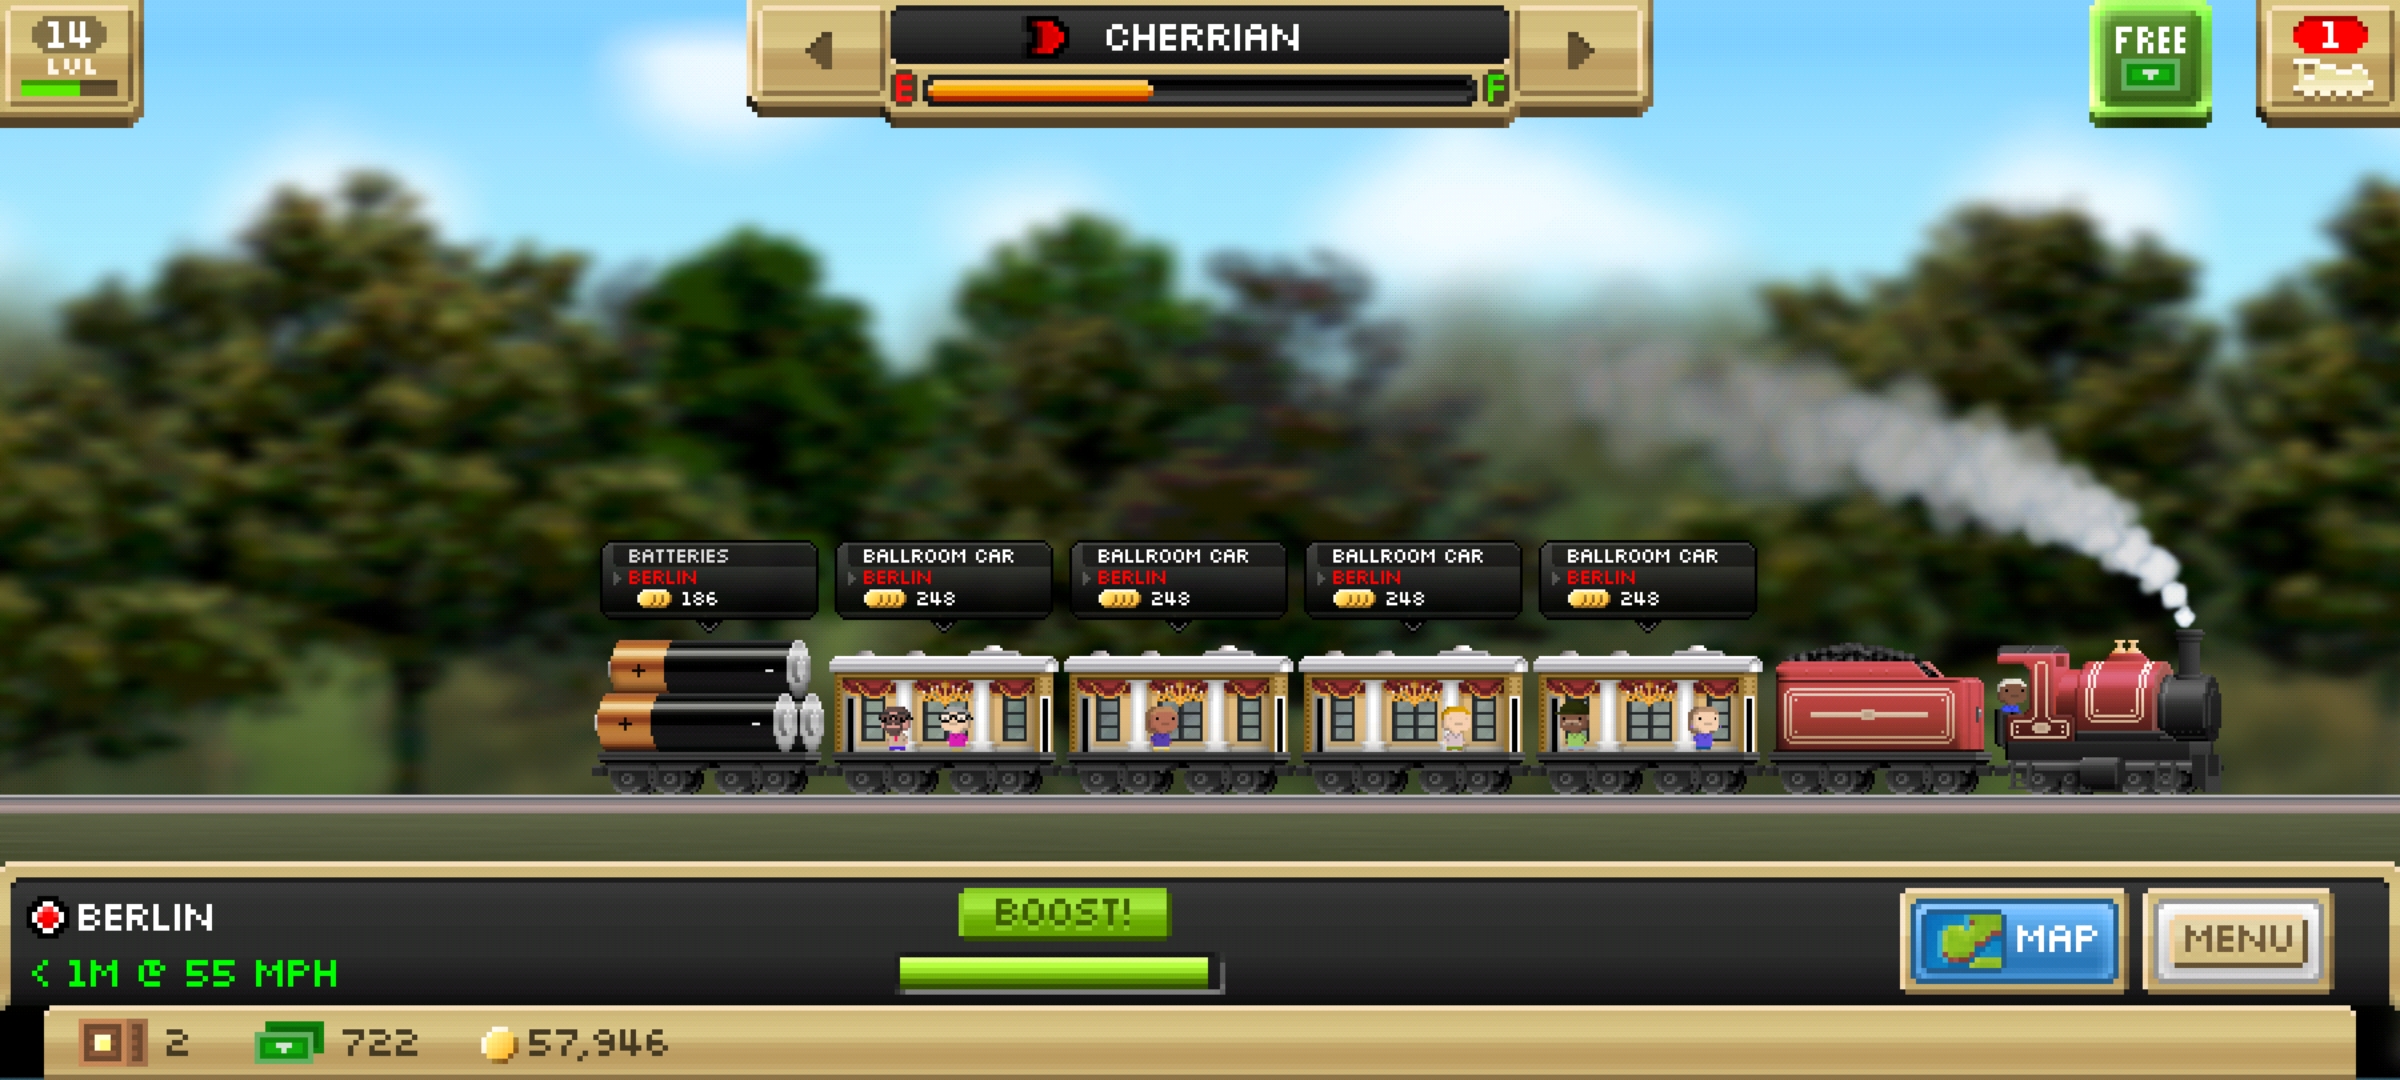 14
LVL
CHERRIAN
E F
FREE
1
BATTERIES
BERLIN
186
BALLROOM CAR
BERLIN
248
BALLROOM CAR
BERLIN
248
BALLROOM CAR
BERLIN
248
BALLROOM CAR
BERLIN
248
+ -
+ -
BERLIN
< 1M @ 55 MPH
BOOST!
MAP
MENU
2
722
57,946